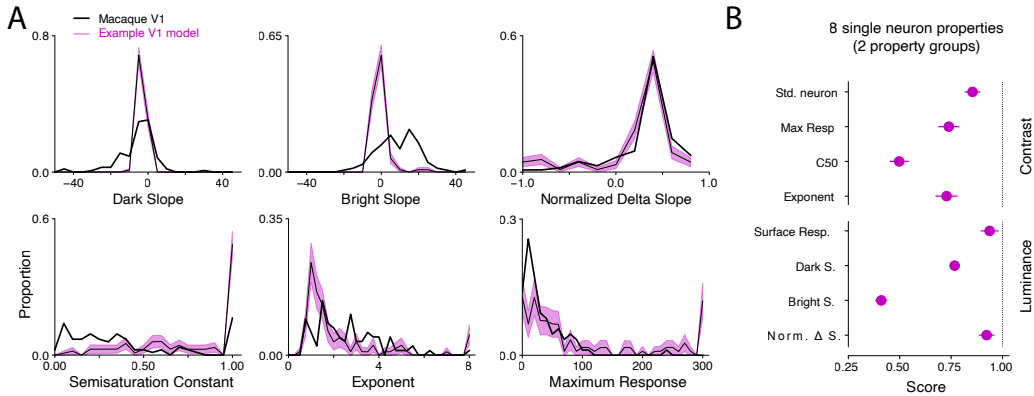 A
Macaque V1
Example V1 model
0.8
0.0
−40 0 40
Dark Slope
0.65
0.0
−40 0 40
Bright Slope
0.7
0.0
−1.0 0.0 1.0
Normalized Delta Slope
Proportion
0.6
0.0
0.00 0.50 1.00
Semisaturation Constant
0.35
0.00
0 4 8
Exponent
0.3
0.0
0 150 300
Maximum Response
B
8 single neuron properties
(2 property groups)
Std. neuron
Max Resp
C50
Exponent
Contrast
Surface Resp.
Dark S.
Bright S.
Norm. Δ S.
Luminance
0.25 0.50 0.75 1.00
Score